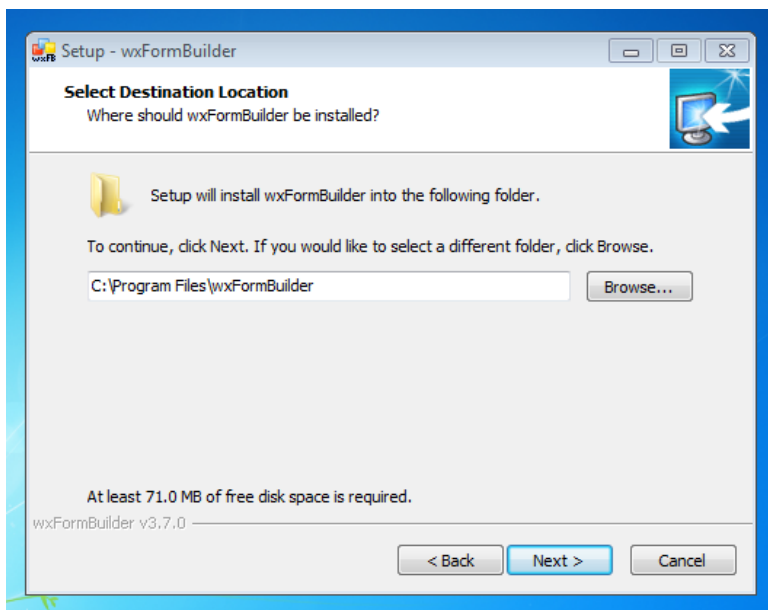 wxFB Setup - wxFormBuilder
Select Destination Location
Where should wxFormBuilder be installed?
Setup will install wxFormBuilder into the following folder.
To continue, click Next. If you would like to select a different folder, click Browse.
C:\Program Files\wxFormBuilder Browse...
At least 71.0 MB of free disk space is required.
wxFormBuilder v3.7.0
< Back Next > Cancel